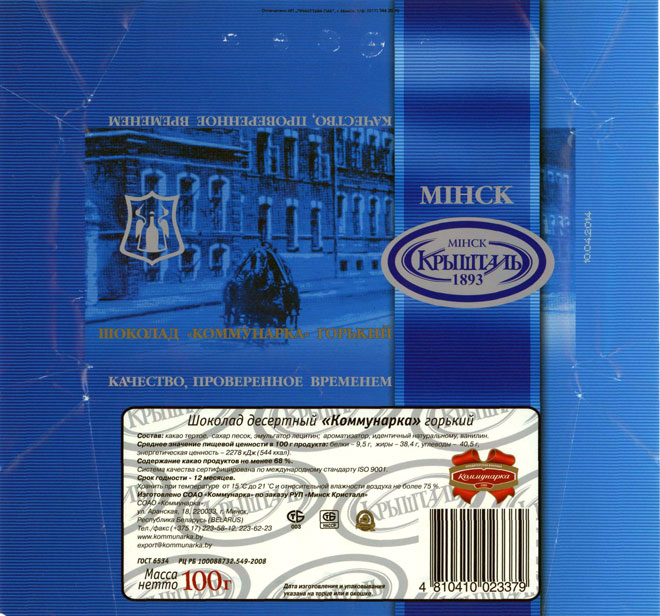 КАЧЕСТВО, ПРОВЕРЕННОЕ ВРЕМЕНЕМ
МІНСК
МІНСК
КРЫШТАЛЬ
1893
10.04.2014
ШОКОЛАД «КОММУНАРКА» ГОРЬКИЙ
КАЧЕСТВО, ПРОВЕРЕННОЕ ВРЕМЕНЕМ
Шоколад десертный «Коммунарка» горький
Состав: какао тертое, сахар песок, эмульгатор лецитин; ароматизатор, идентичный натуральному, ванилин.
Среднее значение пищевой ценности в 100 г продукта: белки – 9,5 г, жиры – 38,4 г, углеводы – 40,5 г,
энергетическая ценность – 2278 кДж (544 ккал).
Содержание какао продуктов не менее 68 %.
Система качества сертифицирована по международному стандарту ISO 9001.
Срок годности - 12 месяцев.
Хранить при температуре от 15 °С до 21 °С и относительной влажности воздуха не более 75 %
Изготовлено СОАО «Коммунарка» по заказу РУП «Минск Кристалл»
СОАО «Коммунарка»
ул. Аранская, 18, 220033, г. Минск,
Республика Беларусь (BELARUS)
Тел./факс (+375 17) 223-58-12, 223-62-23
www.kommunarka.by
export@kommunarka.by
Коммунарка
003
НАССР
ГОСТ 6534 РЦ РБ 100088732.549-2008
Масса нетто 100г
Дата изготовления и упаковывания
указана на торце или в окошке.
4 810410 023379